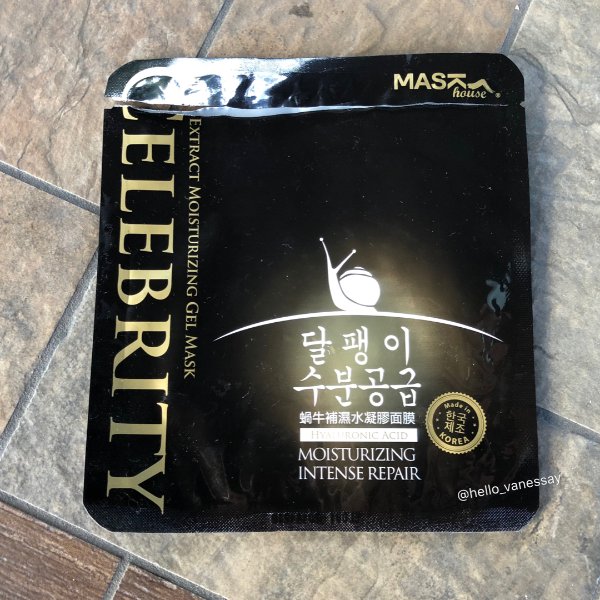 MASK
house®
CELEBRITY
EXTRACT MOISTURIZING GEL MASK
달팽이
수분공급
蝸牛補濕水凝膠面膜
HYALURONIC ACID
MOISTURIZING
INTENSE REPAIR
Made in
한국
제조
KOREA
@hello_vanessay